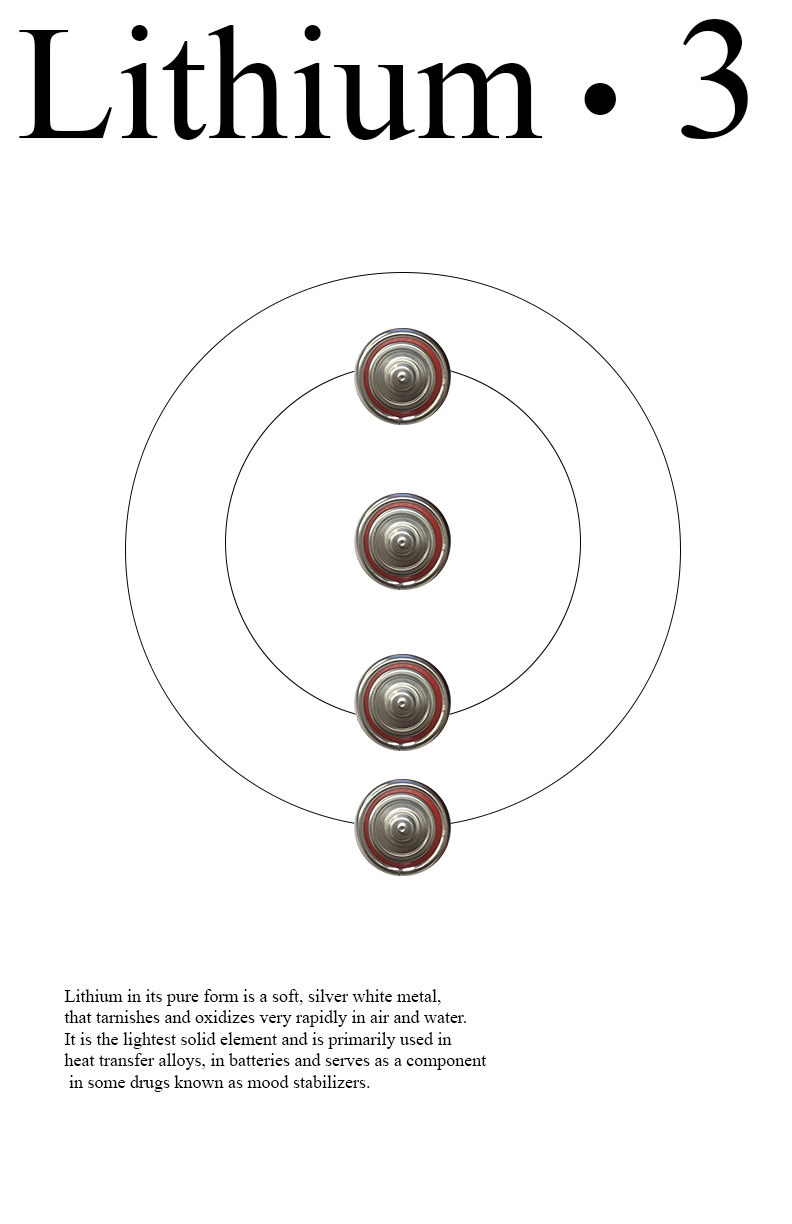 Lithium • 3
Lithium in its pure form is a soft, silver white metal,
that tarnishes and oxidizes very rapidly in air and water.
It is the lightest solid element and is primarily used in
heat transfer alloys, in batteries and serves as a component
in some drugs known as mood stabilizers.